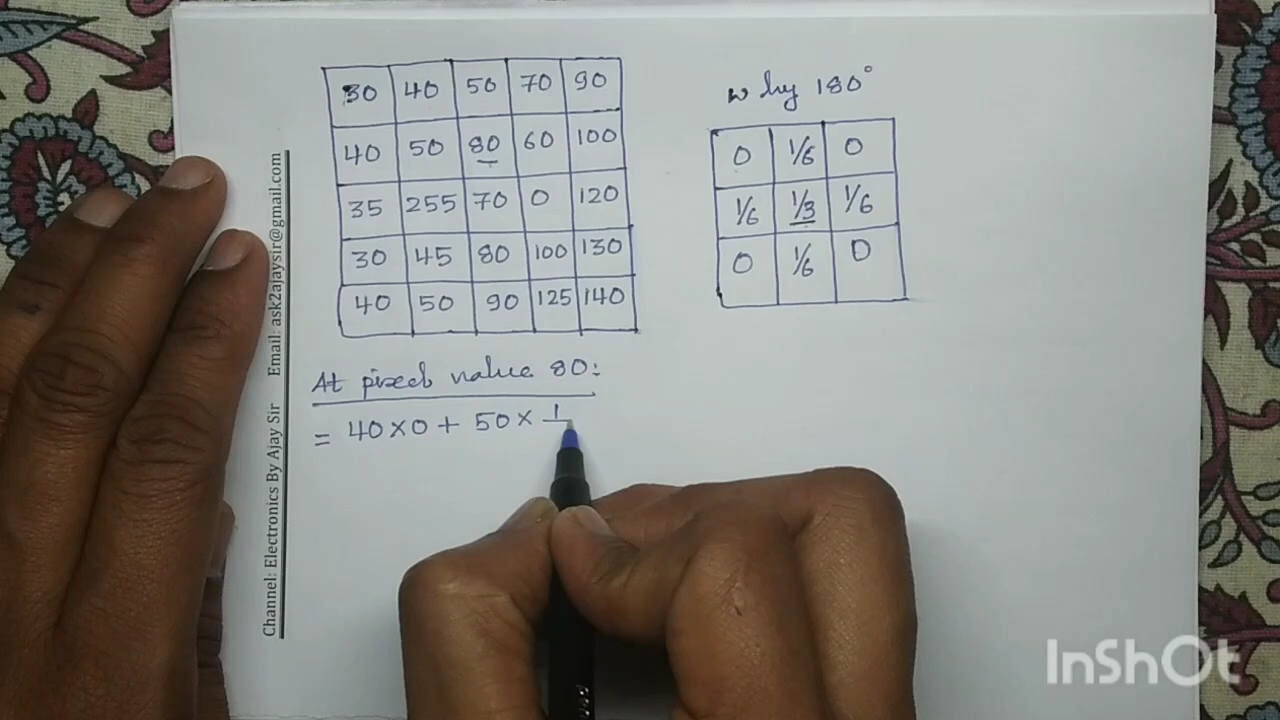 30 40 50 70 90
40 50 80 60 100
35 255 70 0 120
30 45 80 100 130
40 50 90 125 140
w by 180°
0 1/6 0
1/6 1/3 1/6
0 1/6 0
At pixel value 80:
= 40×0 + 50× 1
Channel: Electronics By Ajay Sir Email: ask2ajaysir@gmail.com
InShOt